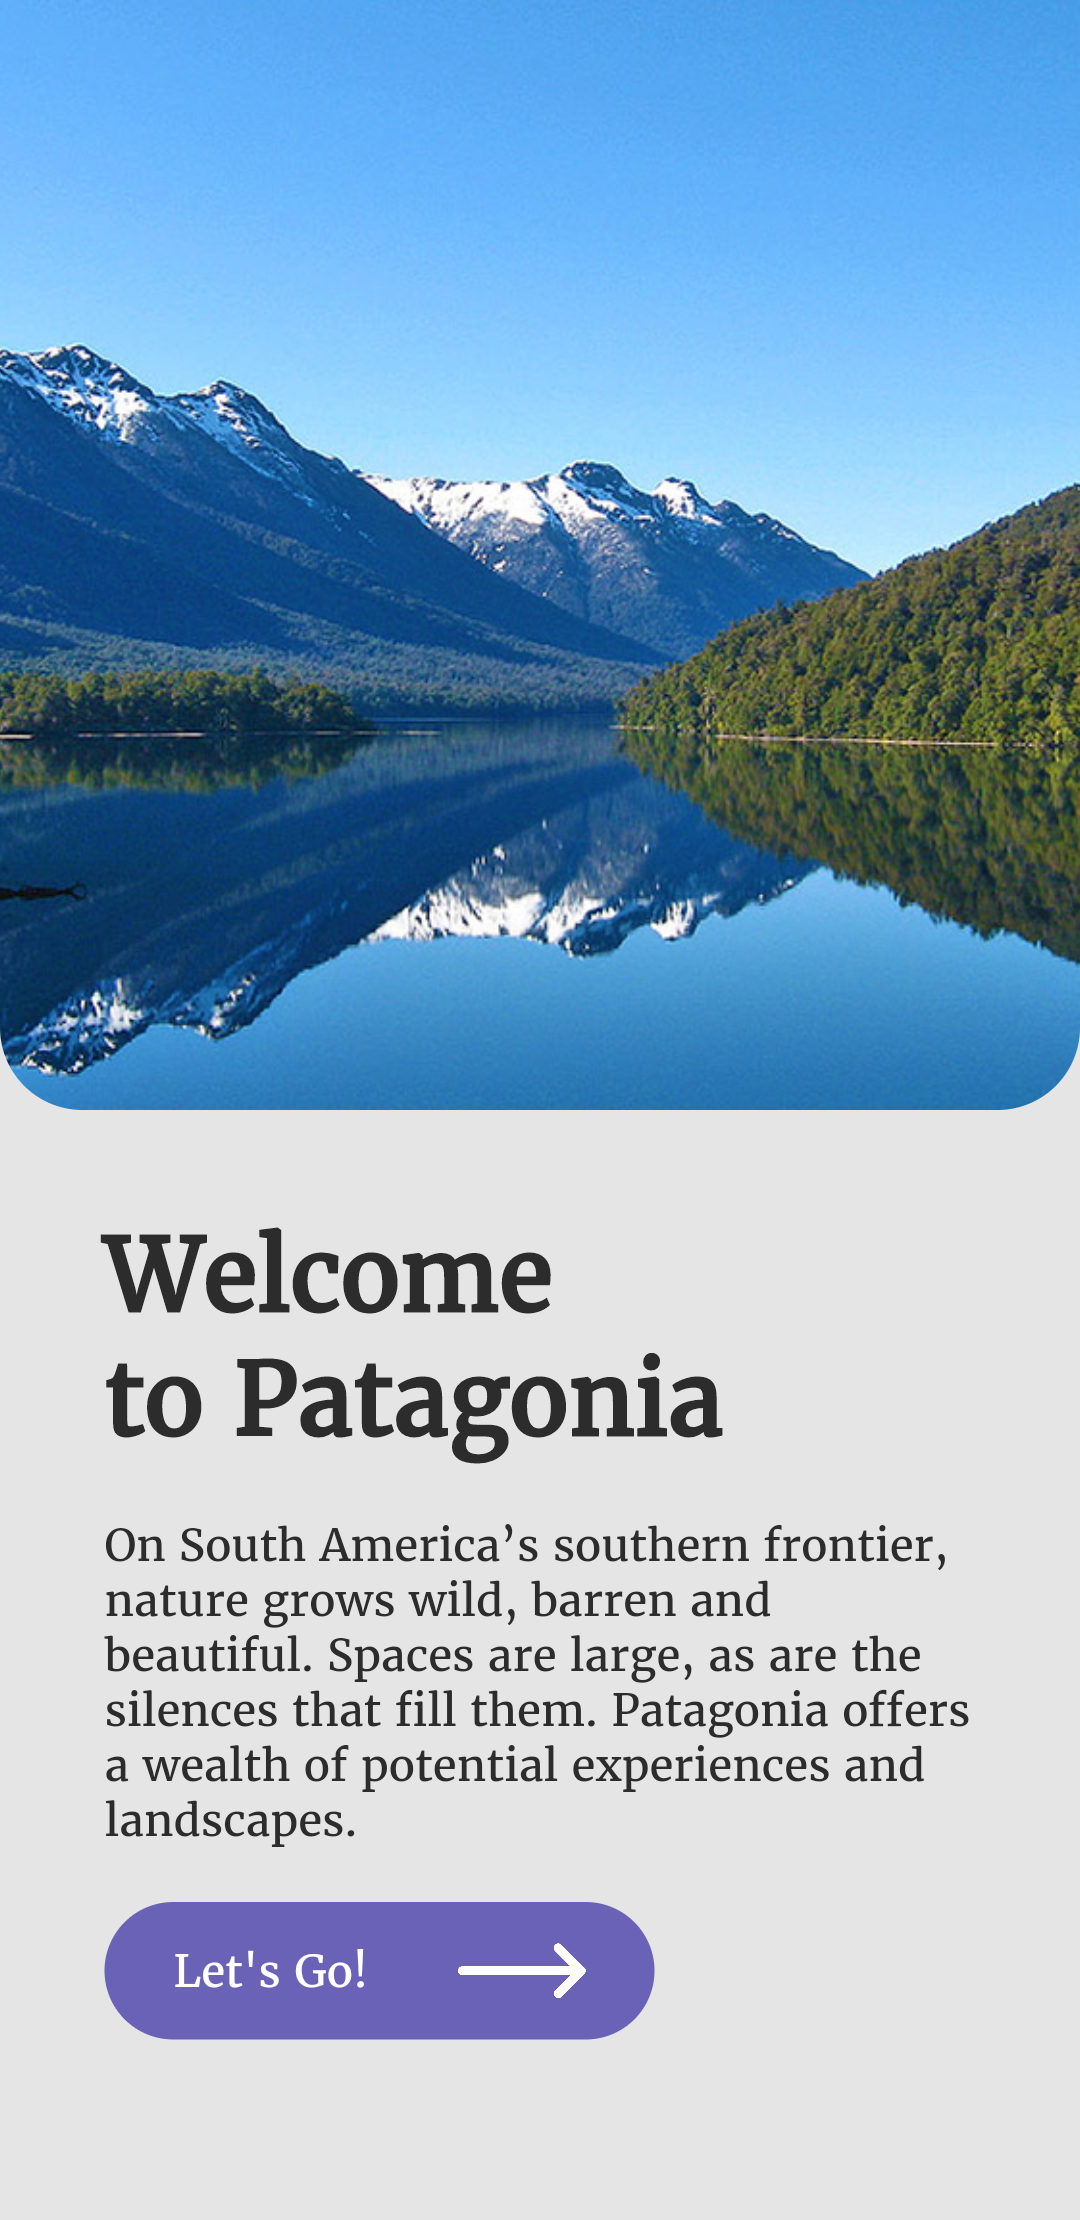 Welcome
to Patagonia
On South America’s southern frontier,
nature grows wild, barren and
beautiful. Spaces are large, as are the
silences that fill them. Patagonia offers
a wealth of potential experiences and
landscapes.
Let's Go!